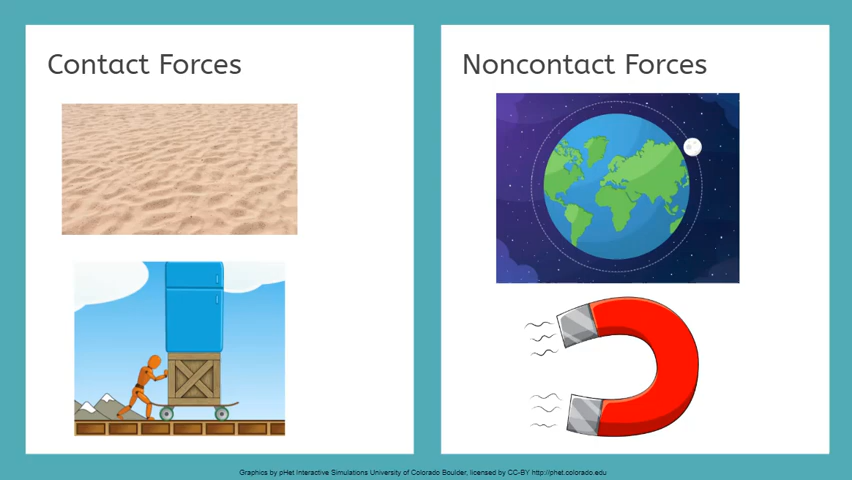 Contact Forces
Noncontact Forces
Graphics by pHet Interactive Simulations University of Colorado Boulder, licensed by CC-BY http://phet.colorado.edu